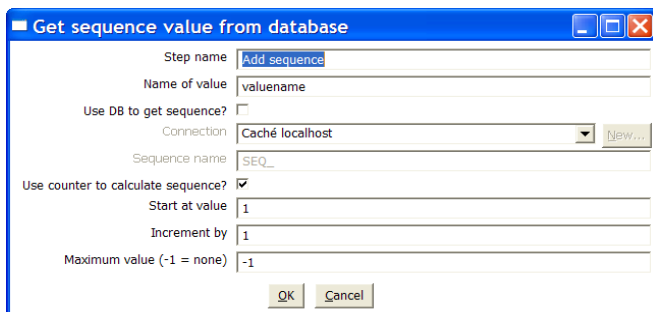 Get sequence value from database
Step name Add sequence
Name of value valuename
Use DB to get sequence?
Connection Caché localhost New...
Sequence name SEQ_
Use counter to calculate sequence?
Start at value 1
Increment by 1
Maximum value (-1 = none) -1
OK Cancel